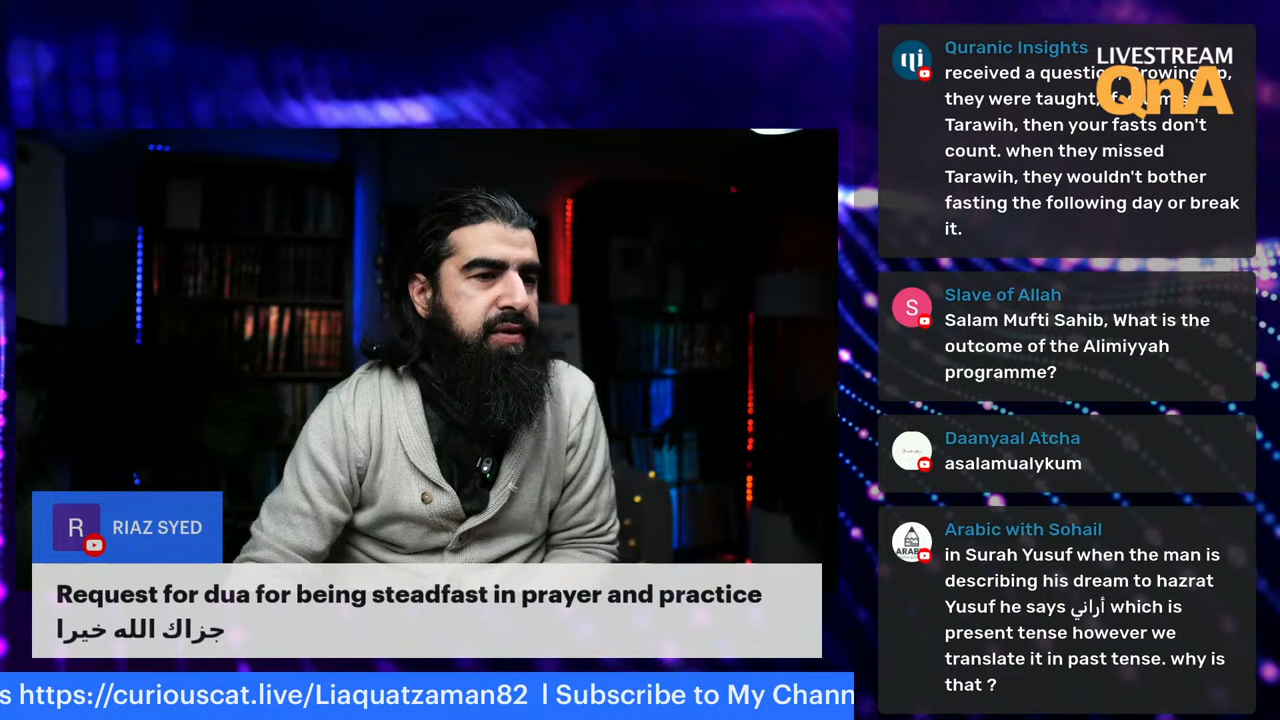 RIAZ SYED
Request for dua for being steadfast in prayer and practice
جزاك الله خيرا
s https://curiouscat.live/Liaquatzaman82 | Subscribe to My Chann
LIVESTREAM
QnA
Quranic Insights
received a question,
they were taught,
Tarawih, then your fasts don't
count. when they missed
Tarawih, they wouldn't bother
fasting the following day or break
it.
Slave of Allah
Salam Mufti Sahib, What is the
outcome of the Alimiyyah
programme?
Daanyaal Atcha
asalamualykum
Arabic with Sohail
in Surah Yusuf when the man is
describing his dream to hazrat
Yusuf he says أراني which is
present tense however we
translate it in past tense. why is
that ?
R
S
qi
ARABIC